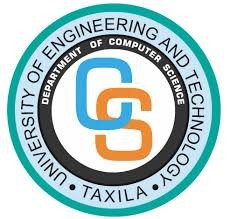 UNIVERSITY OF ENGINEERING AND TECHNOLOGY
• TAXILA •
DEPARTMENT OF COMPUTER SCIENCE
CS